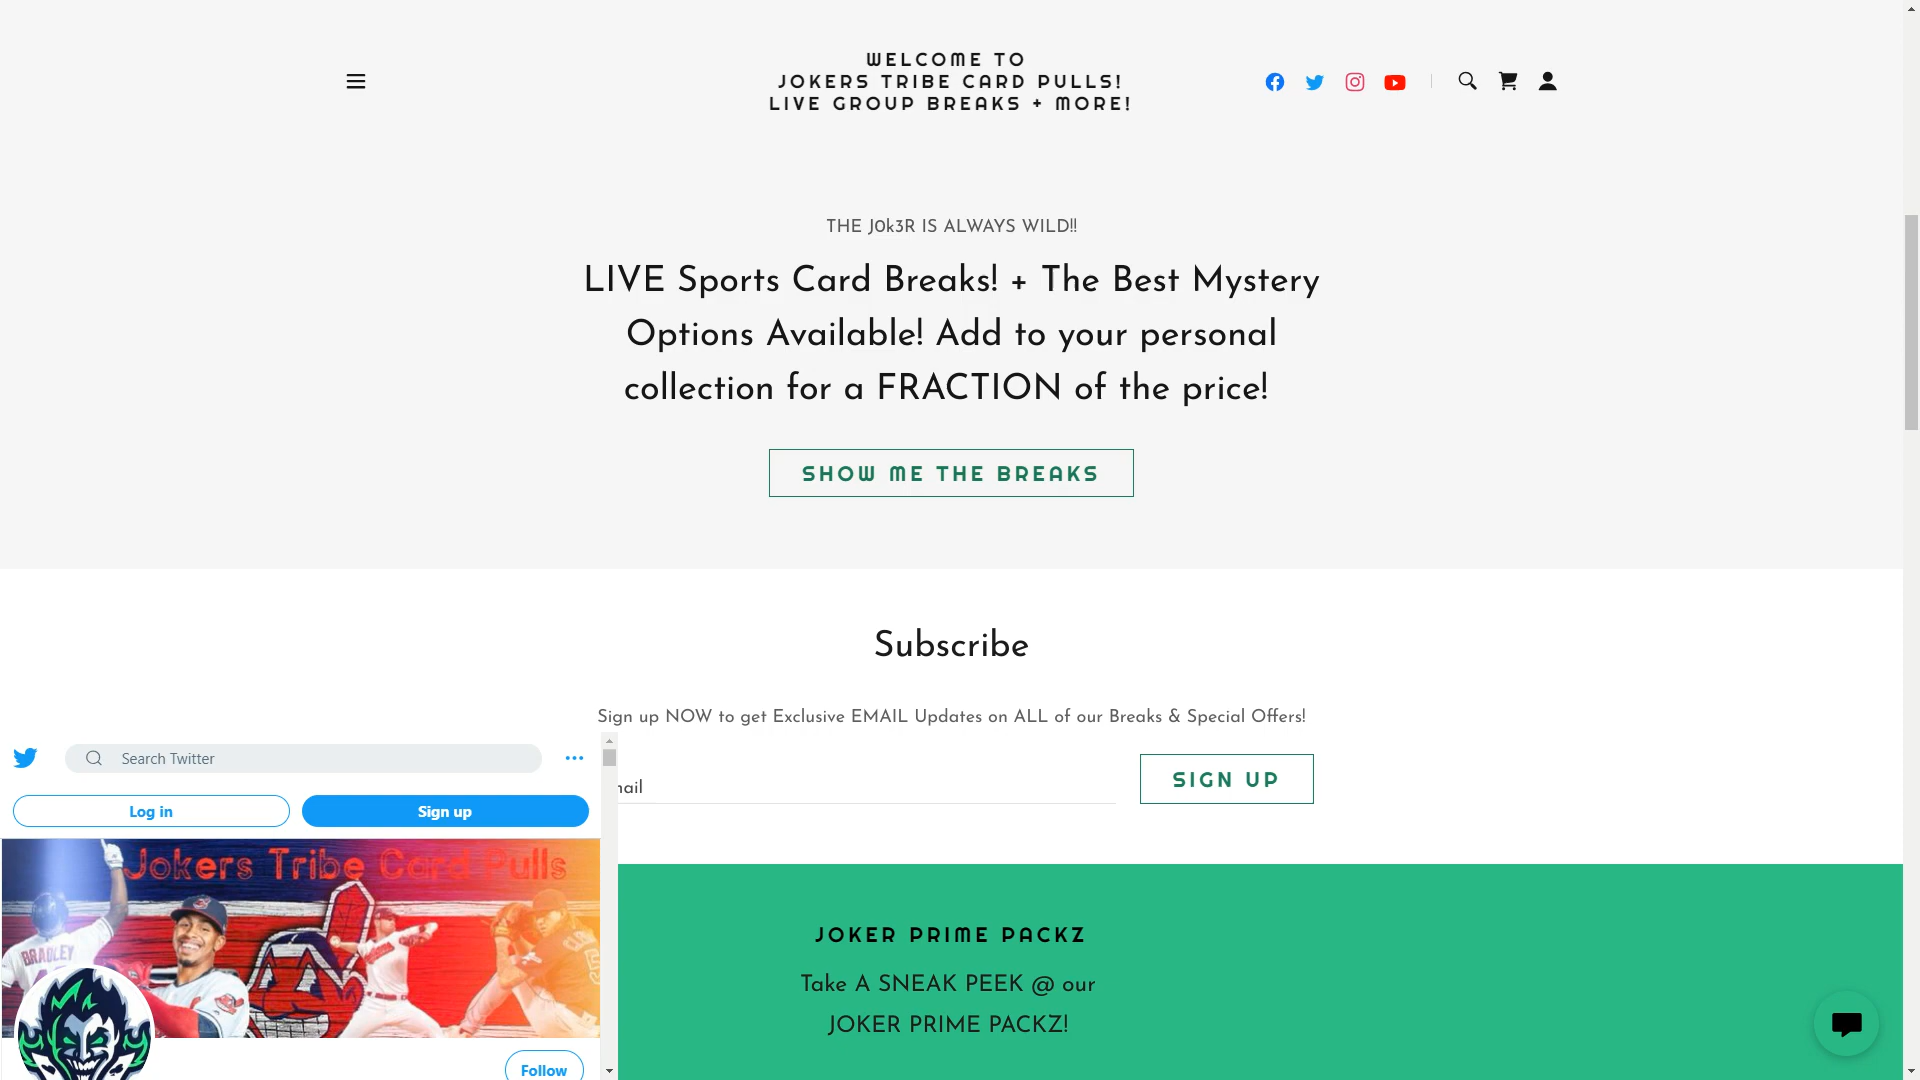 WELCOME TO
JOKERS TRIBE CARD PULLS!
LIVE GROUP BREAKS + MORE!
THE J0k3R IS ALWAYS WILD!!
LIVE Sports Card Breaks! + The Best Mystery
Options Available! Add to your personal
collection for a FRACTION of the price!
SHOW ME THE BREAKS
Subscribe
Sign up NOW to get Exclusive EMAIL Updates on ALL of our Breaks & Special Offers!
Search Twitter
ail
SIGN UP
Log in
Sign up
Jokers Tribe Card Pulls
BRADLEY
JOKER PRIME PACKZ
Take A SNEAK PEEK @ our
JOKER PRIME PACKZ!
Follow